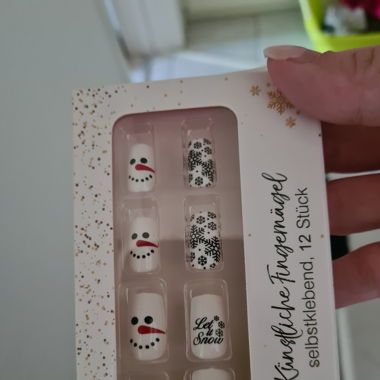 Künstliche Fingernägel
selbstklebend, 12 Stück
Let
it
Snow